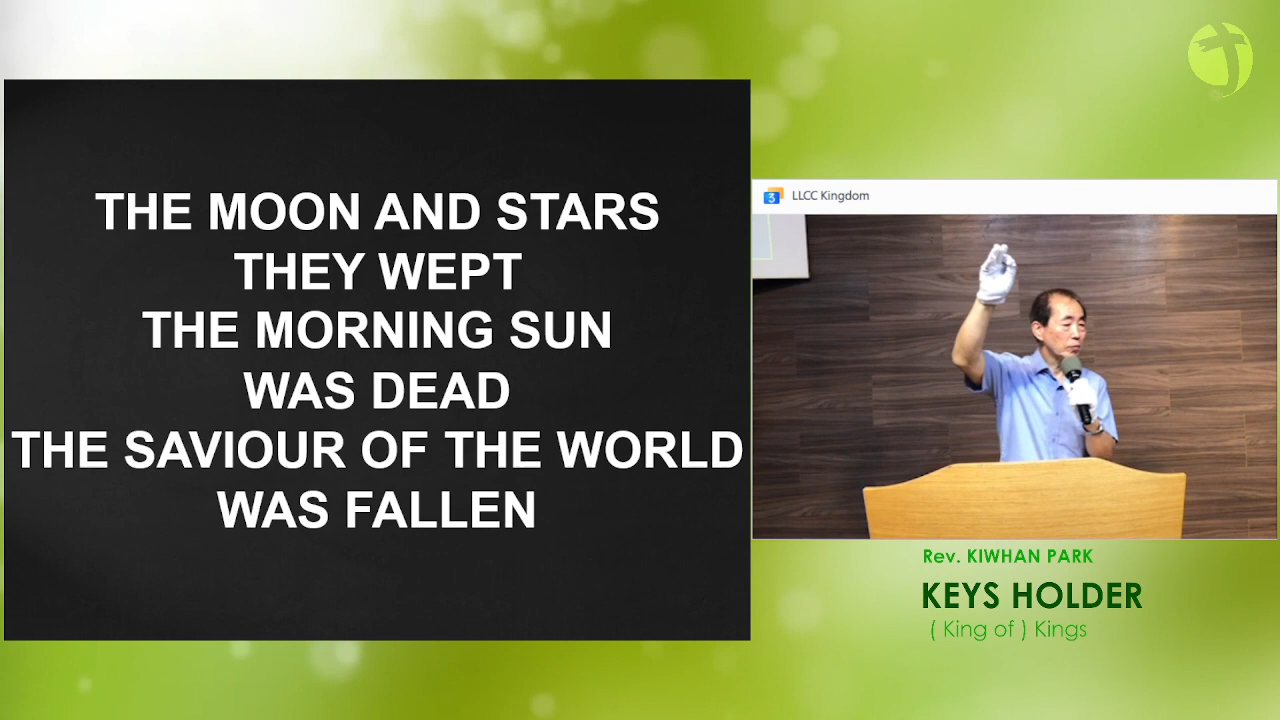 THE MOON AND STARS
THEY WEPT
THE MORNING SUN
WAS DEAD
THE SAVIOUR OF THE WORLD
WAS FALLEN
3
LLCC Kingdom
Rev. KIWHAN PARK
KEYS HOLDER
( King of ) Kings